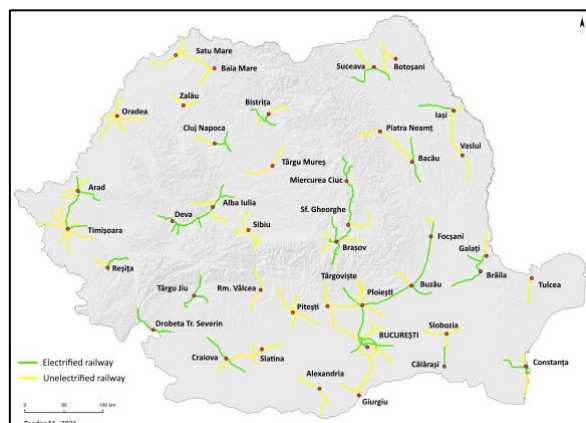 Satu Mare
Baia Mare
Suceava
Botoșani
Zalău
Bistrița
Oradea
Iași
Cluj Napoca
Piatra Neamț
Vaslui
Târgu Mureș
Bacău
Miercurea Ciuc
Arad
Alba Iulia
Deva
Sf. Gheorghe
Timișoara
Sibiu
Focșani
Brașov
Galați
Reșița
Târgoviște
Brăila
Târgu Jiu
Rm. Vâlcea
Ploiești
Buzău
Tulcea
Pitești
Drobeta Tr. Severin
Slobozia
BUCUREȘTI
Craiova
Slatina
Călărași
Constanța
Alexandria
Giurgiu
Electrified railway
Unelectrified railway
0 50 100 km